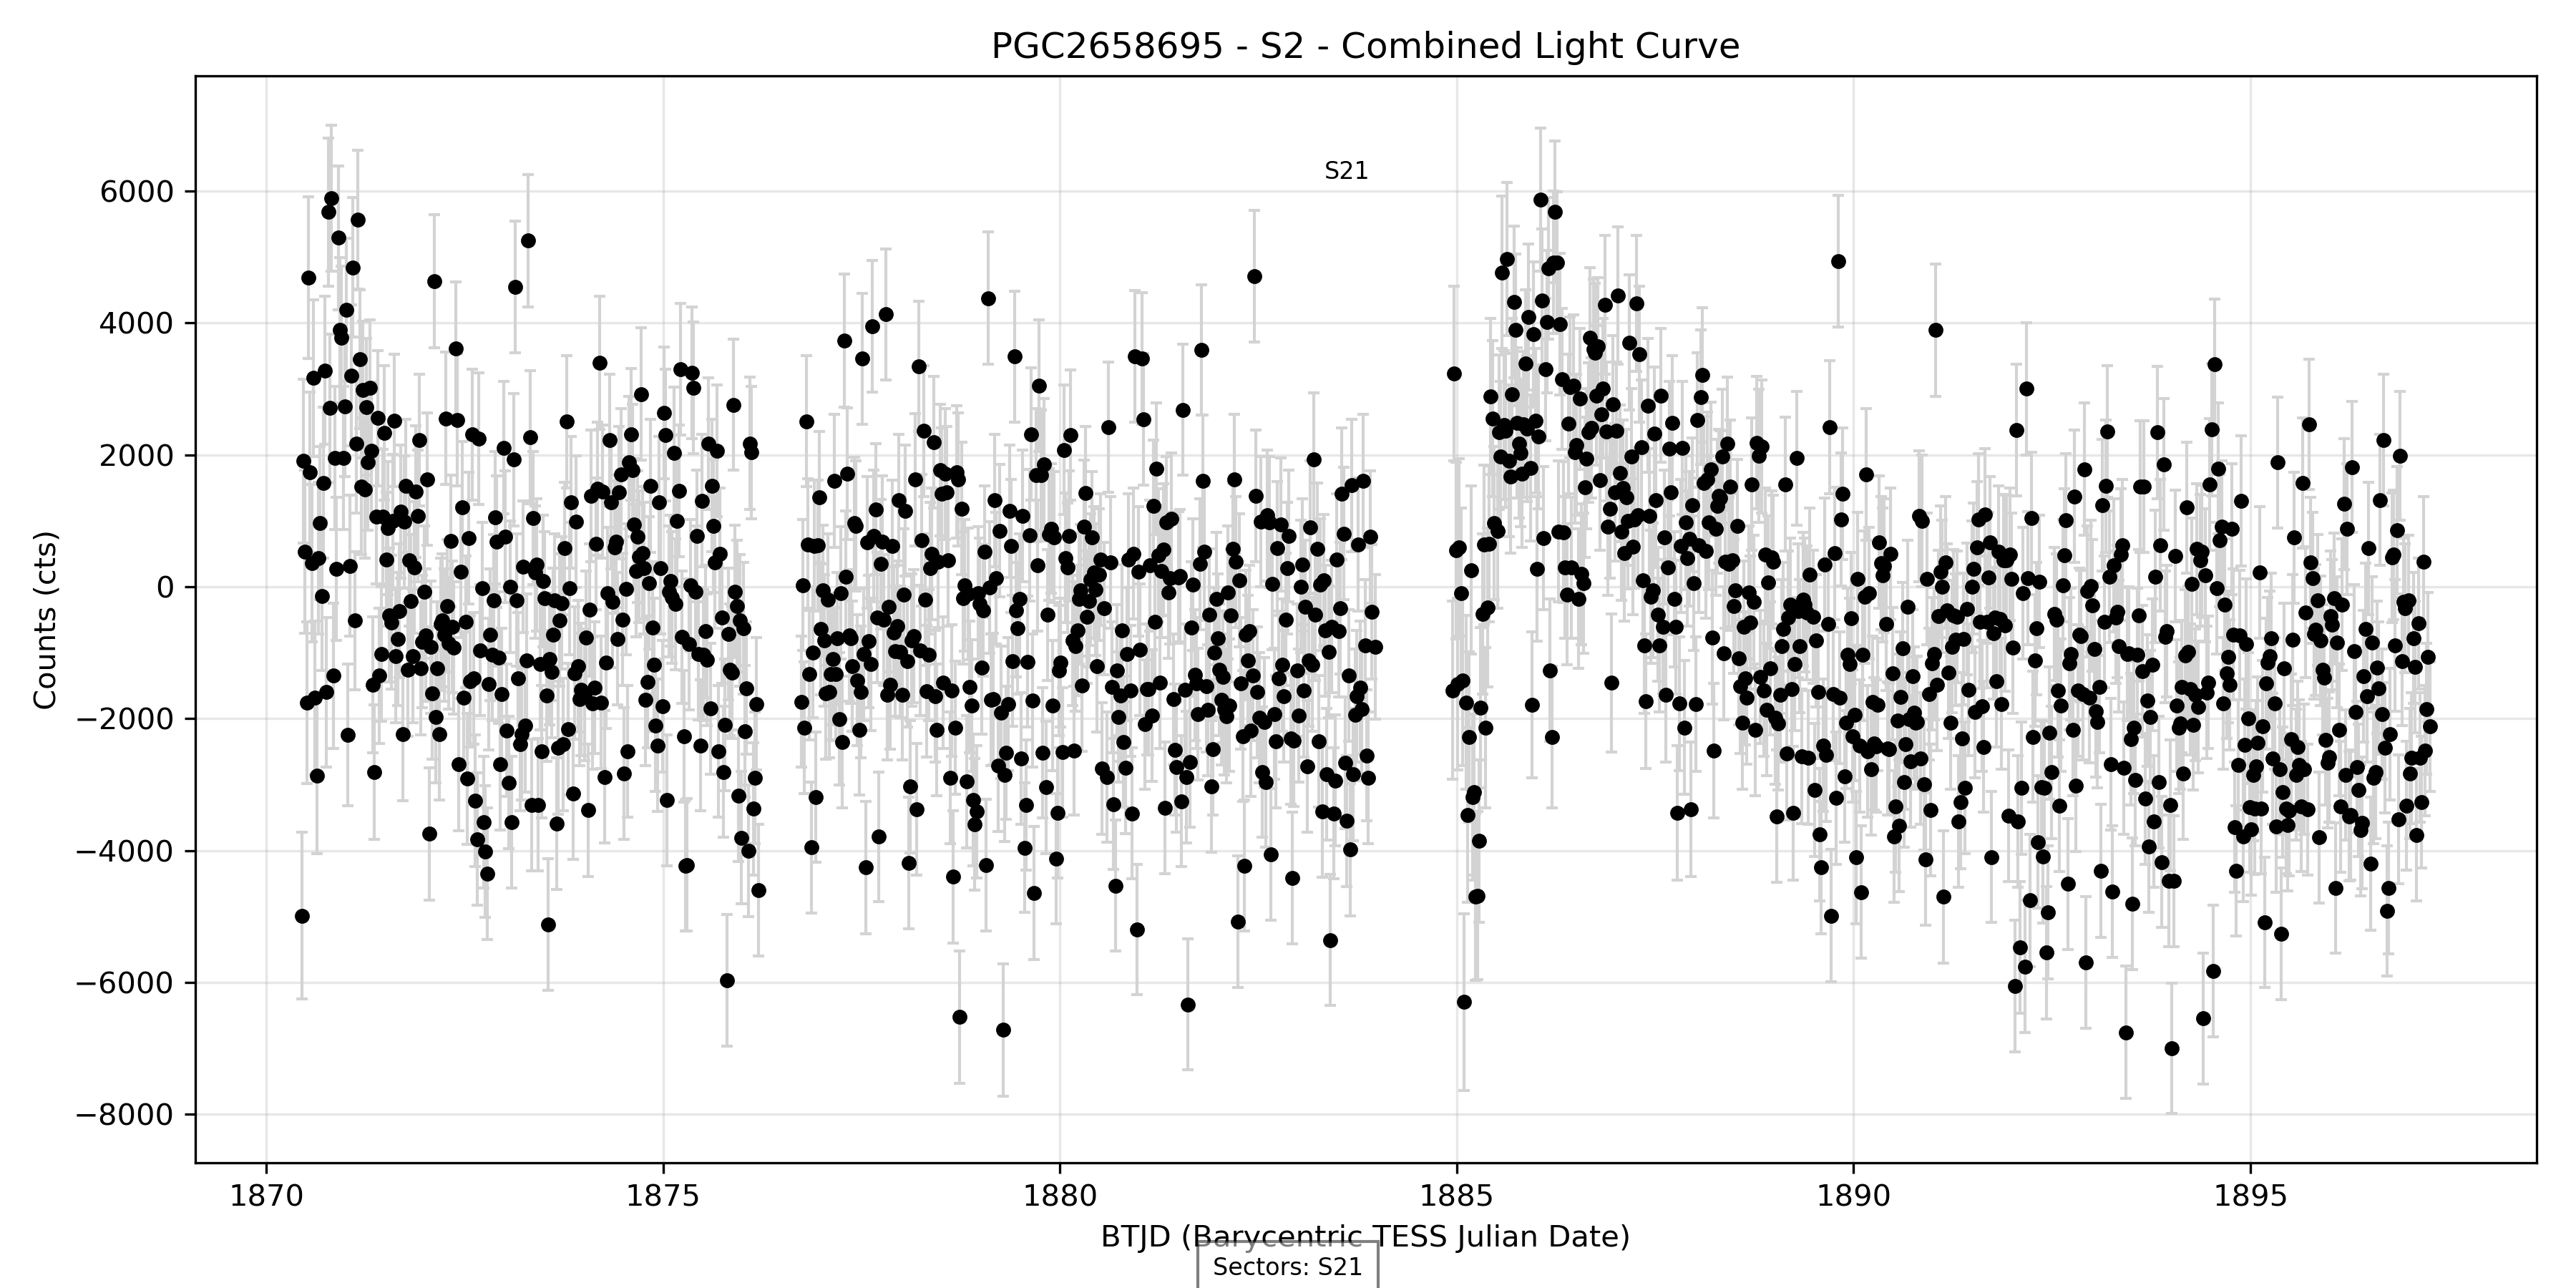 PGC2658695 - S2 - Combined Light Curve
S21
6000
4000
2000
0
−2000
−4000
−6000
−8000
Counts (cts)
1870 1875 1880 1885 1890 1895
BTJD (Barycentric TESS Julian Date)
Sectors: S21